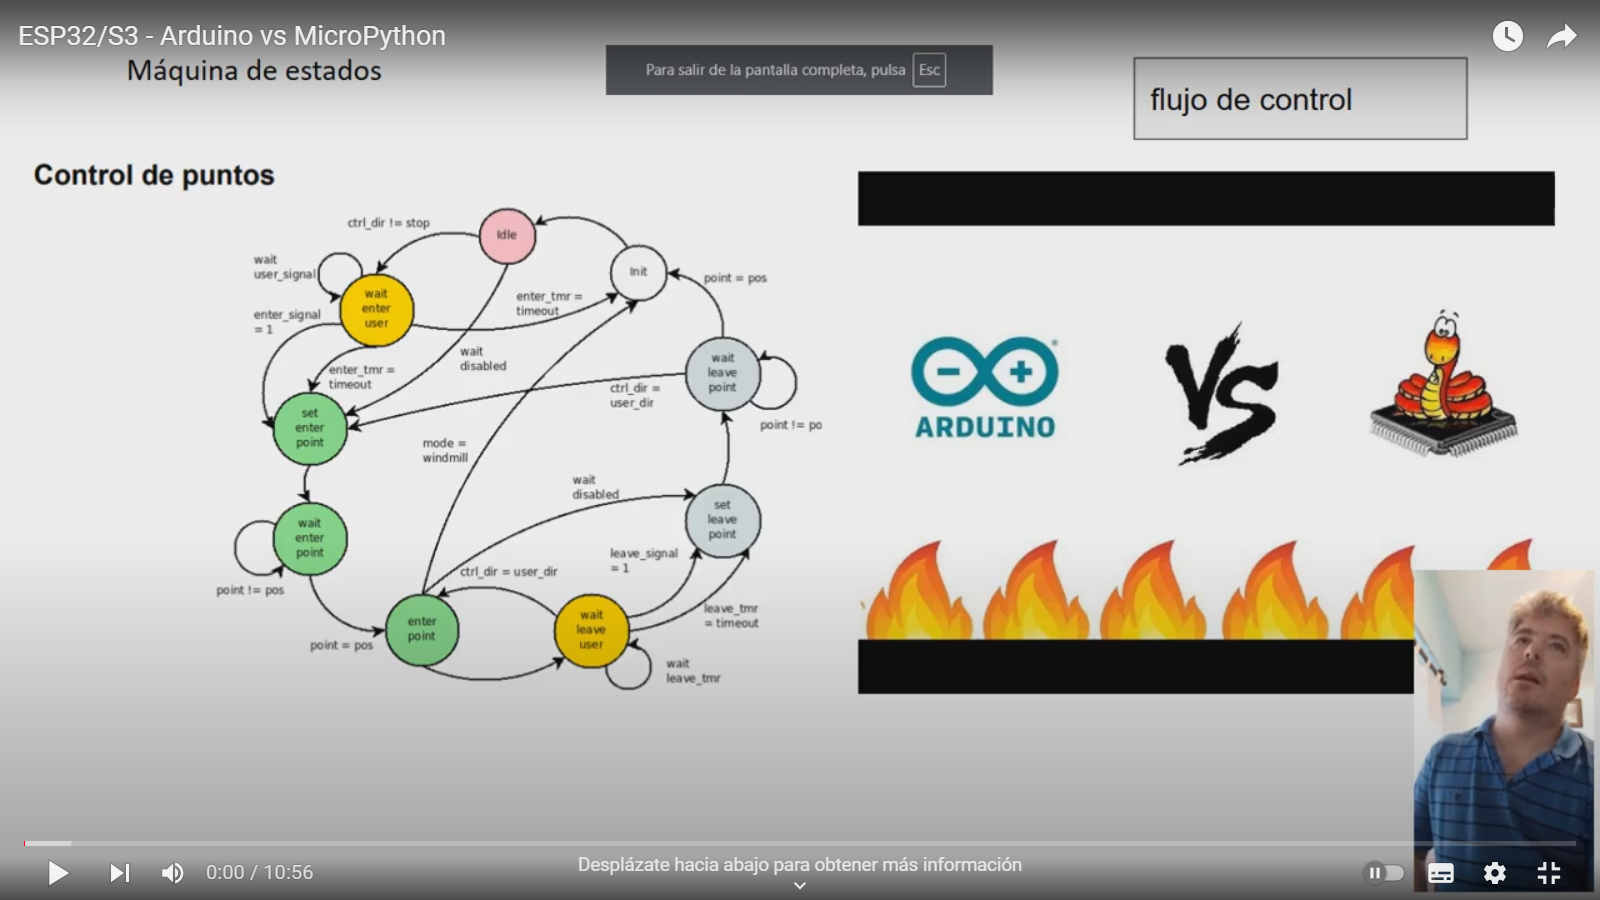 ESP32/S3 - Arduino vs MicroPython
Máquina de estados
Para salir de la pantalla completa, pulsa Esc
flujo de control
Control de puntos
ctrl_dir != stop
Idle
wait
user_signal
Init
point = pos
wait
enter
user
enter_tmr =
timeout
enter_signal
= 1
wait
disabled
enter_tmr =
timeout
wait
leave
point
ctrl_dir =
user_dir
set
enter
point
point != po
mode =
windmill
wait
disabled
set
leave
point
wait
enter
point
leave_signal
= 1
ctrl_dir = user_dir
point != pos
leave_tmr
= timeout
enter
point
wait
leave
user
point = pos
wait
leave_tmr
ARDUINO
VS
0:00 / 10:56
Desplázate hacia abajo para obtener más información